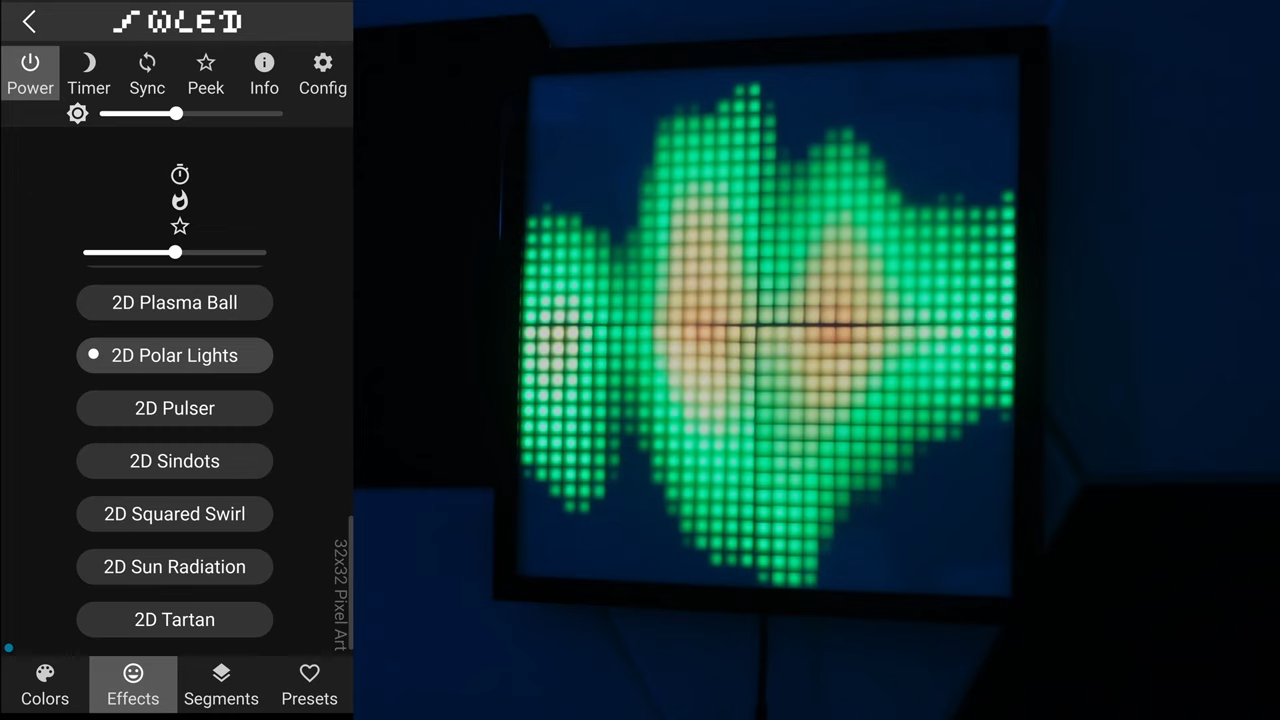 WLED
Power Timer Sync Peek Info Config
2D Plasma Ball
2D Polar Lights
2D Pulser
2D Sindots
2D Squared Swirl
2D Sun Radiation
2D Tartan
32x32 Pixel Art
Colors Effects Segments Presets